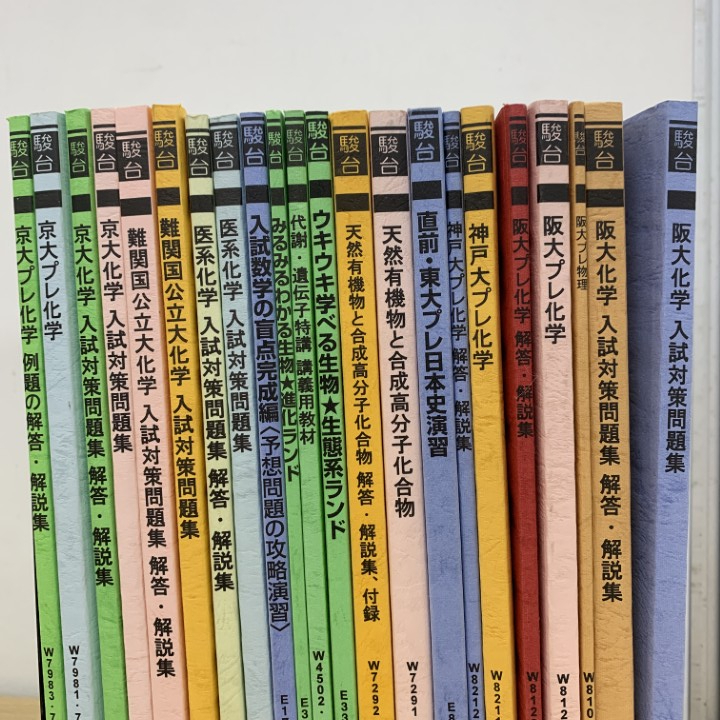 駿台 京大プレ化学 例題の解答・解説集 W7983・7
駿台 京大プレ化学 W7981・7
駿台 京大化学 入試対策問題集 解答・解説集
駿台 京大化学 入試対策問題集
駿台 難関国公立大化学 入試対策問題集 解答・解説集
駿台 難関国公立大化学 入試対策問題集
駿台 医系化学 入試対策問題集 解答・解説集
駿台 医系化学 入試対策問題集
駿台 入試数学の盲点完成編〈予想問題の攻略演習〉
駿台 みるみるわかる生物★進化ランド
駿台 代謝・遺伝子特講 講義用教材
駿台 ウキウキ学べる生物★生態系ランド W4502・
駿台 天然有機物と合成高分子化合物 解答・解説集、付録 W7292
駿台 天然有機物と合成高分子化合物 W7291
駿台 直前・東大プレ日本史演習
駿台 神戸大プレ化学 解答・解説集 W8212
駿台 神戸大プレ化学 W8211
駿台 阪大プレ化学 解答・解説集 W812
駿台 阪大プレ化学 W812
駿台 阪大プレ物理 W810
駿台 阪大化学 入試対策問題集 解答・解説集
駿台 阪大化学 入試対策問題集